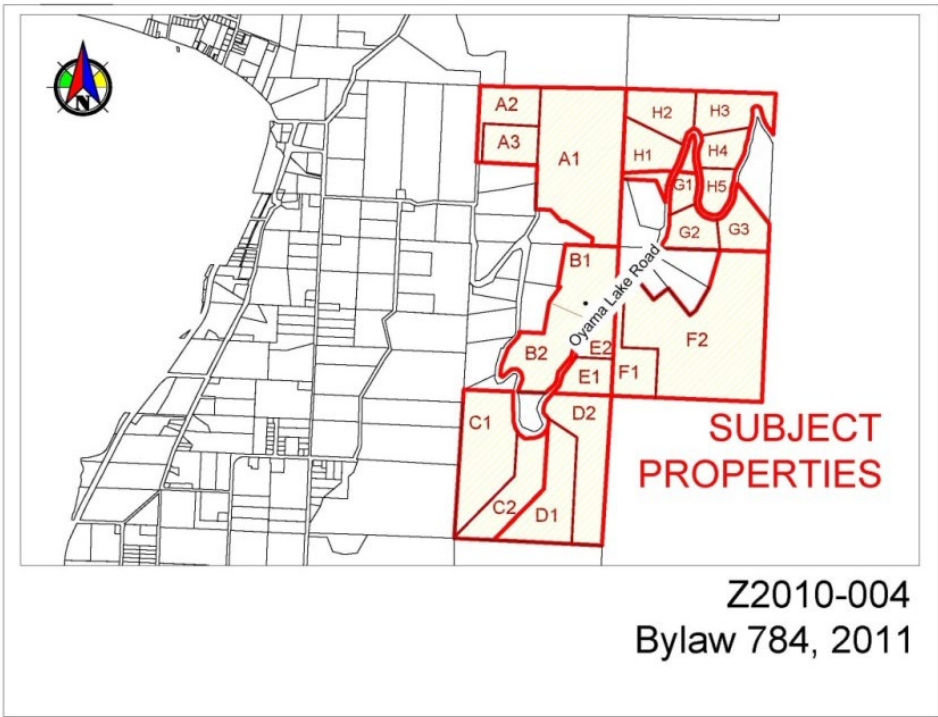 N
A2
H2
H3
A3
A1
H1
H4
G1
H5
G2
G3
B1
Oyama Lake Road
B2
E2
F2
E1
F1
C1
D2
SUBJECT
PROPERTIES
C2
D1
Z2010-004
Bylaw 784, 2011